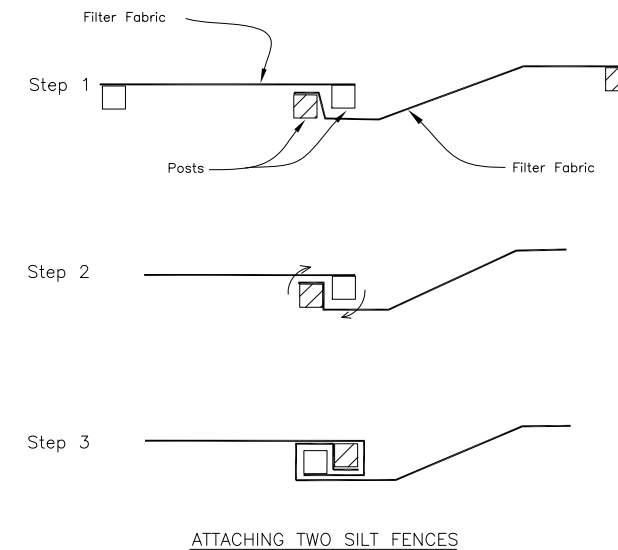 Filter Fabric
Step 1
Posts
Filter Fabric
Step 2
Step 3
ATTACHING TWO SILT FENCES